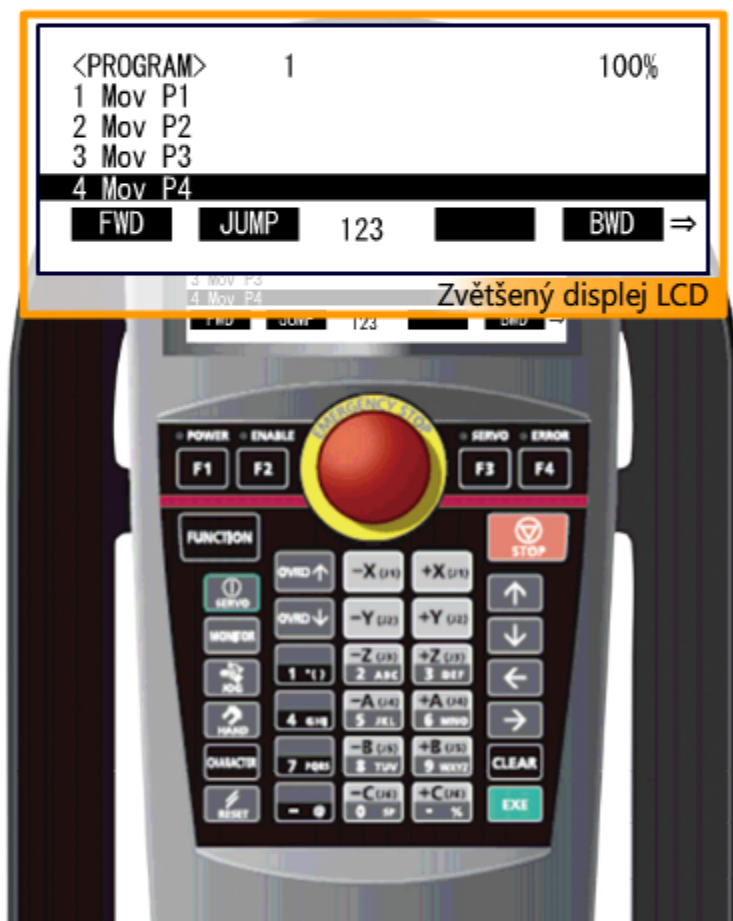 <PROGRAM> 1 100%
1 Mov P1
2 Mov P2
3 Mov P3
4 Mov P4
FWD JUMP 123 BWD ⇒
3 Mov P3
4 Mov P4
Zvětšený displej LCD
FWD JUMP 123 BWD ⇒
EMERGENCY STOP
POWER ENABLE SERVO ERROR
F1 F2 F3 F4
FUNCTION STOP
OVRD↑ -X (J1) +X (J1) ↑
SERVO
OVRD↓ -Y (J2) +Y (J2) ↓
MONITOR
-Z (J3) +Z (J3)
1 '() 2 ABC 3 DEF ←
JOG
-A (J4) +A (J4)
4 GHI 5 JKL 6 MNO →
HAND
-B (J5) +B (J5)
CHARACTER 7 PQRS 8 TUV 9 WXYZ CLEAR
-C (J6) +C (J6)
RESET - @ 0 SP . % EXE